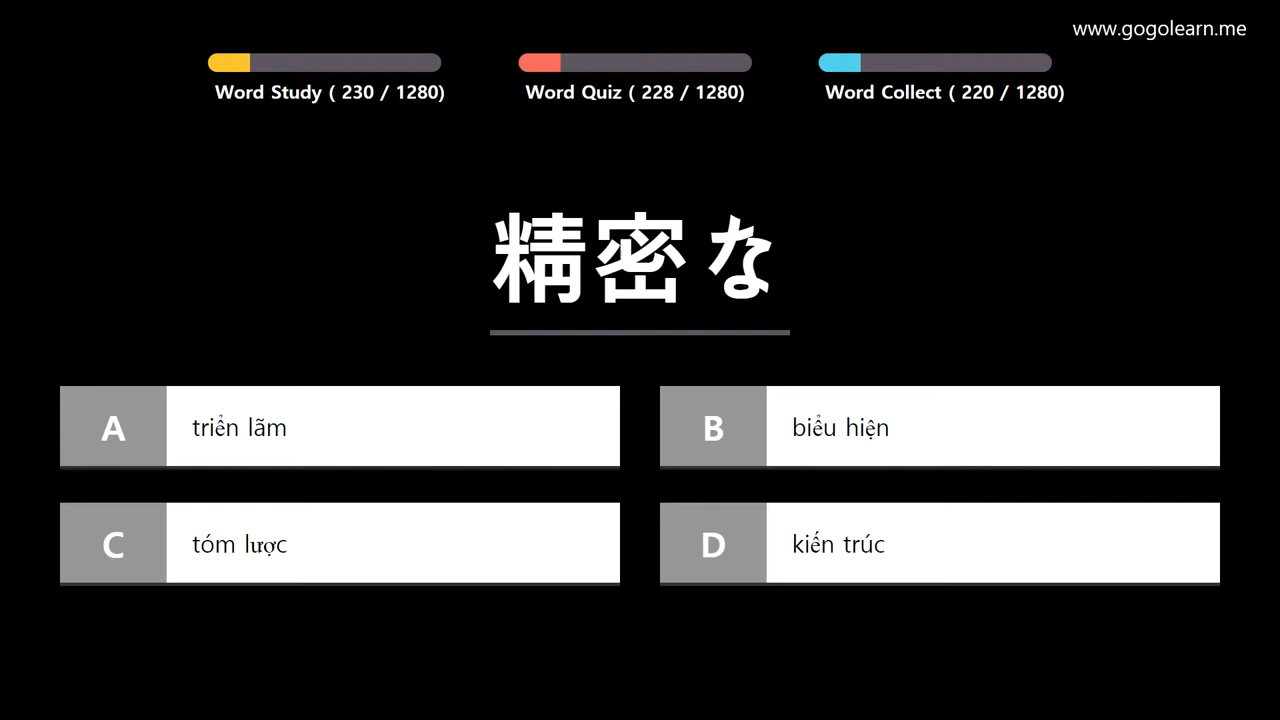 www.gogolearn.me
Word Study ( 230 / 1280)
Word Quiz ( 228 / 1280)
Word Collect ( 220 / 1280)
精密な
A triển lãm
B biểu hiện
C tóm lược
D kiến trúc